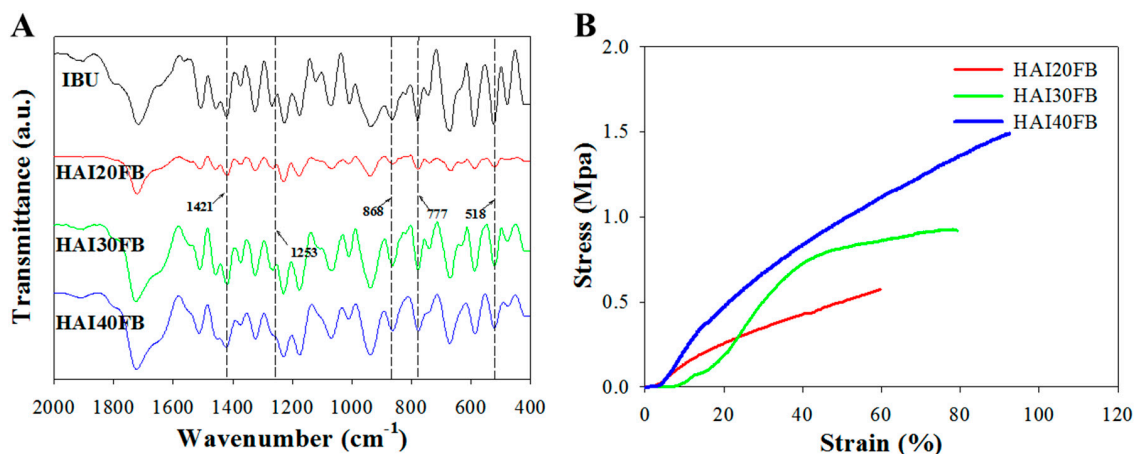 A
IBU
HAI20FB
1421
868
777
518
HAI30FB
1253
HAI40FB
Transmittance (a.u.)
2000 1600 1400 1200 1000 800 600 400
Wavenumber (cm⁻¹)
B
HAI20FB
HAI30FB
HAI40FB
2.0
1.5
1.0
0.5
0.0
Stress (Mpa)
0 20 40 60 80 100 120
Strain (%)